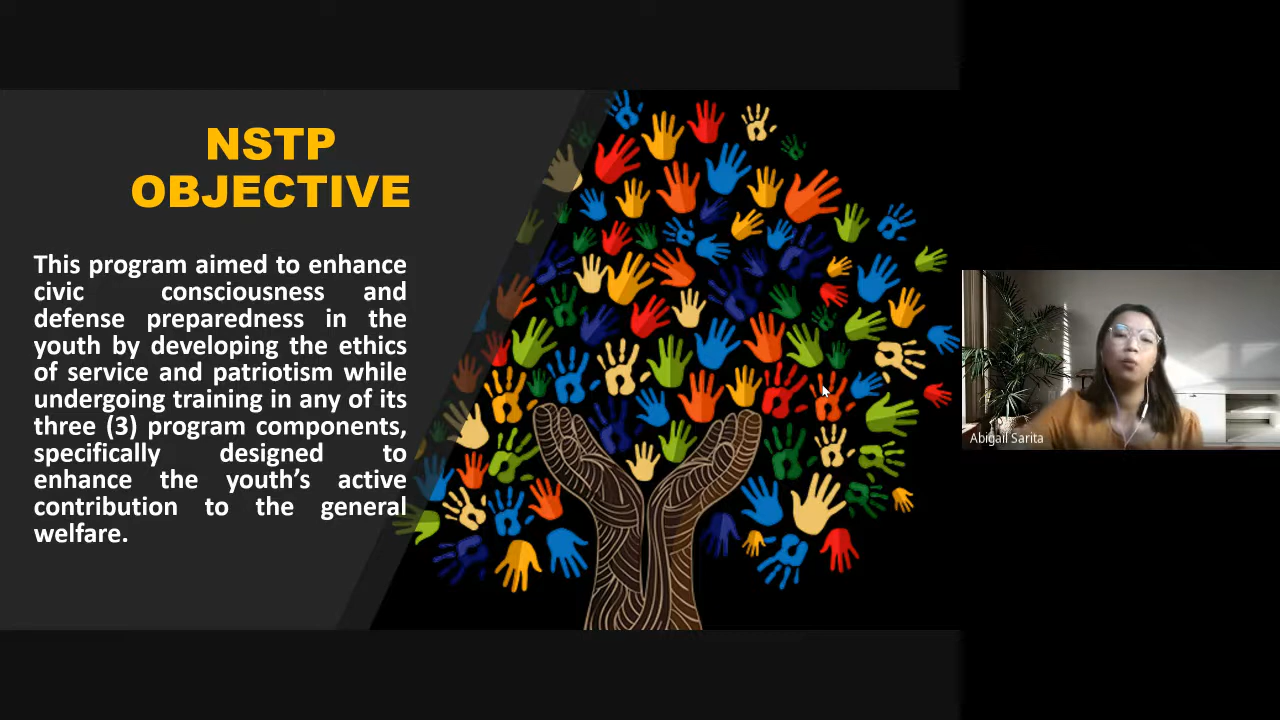 NSTP
OBJECTIVE
This program aimed to enhance
civic consciousness and
defense preparedness in the
youth by developing the ethics
of service and patriotism while
undergoing training in any of its
three (3) program components,
specifically designed to
enhance the youth’s active
contribution to the general
welfare.
Abigail Sarita